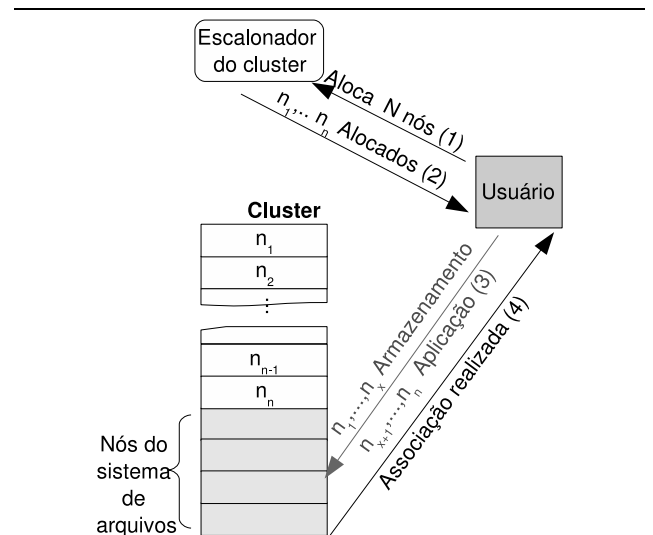 Escalonador
do cluster
Aloca N nós (1)
n1,.. nn Alocados (2)
Usuário
Cluster
n1
n2
⋮
nn-1
nn
n1,...,nx Armazenamento
nx+1,...,nn Aplicação (3)
Associação realizada (4)
Nós do
sistema
de
arquivos